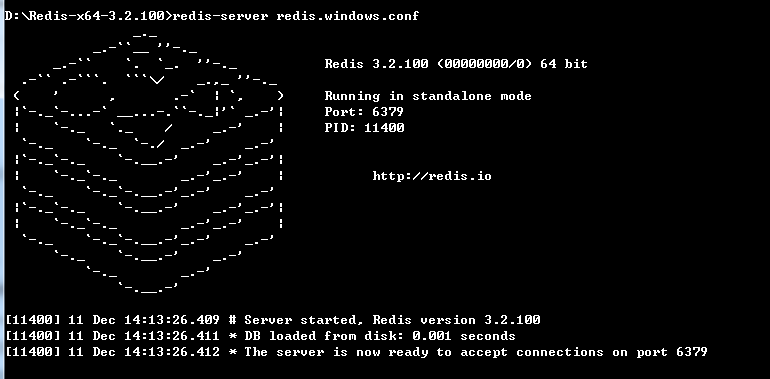 D:\Redis-x64-3.2.100>redis-server redis.windows.conf
Redis 3.2.100 (00000000/0) 64 bit
Running in standalone mode
Port: 6379
PID: 11400
http://redis.io
[11400] 11 Dec 14:13:26.409 # Server started, Redis version 3.2.100
[11400] 11 Dec 14:13:26.411 * DB loaded from disk: 0.001 seconds
[11400] 11 Dec 14:13:26.412 * The server is now ready to accept connections on port 6379